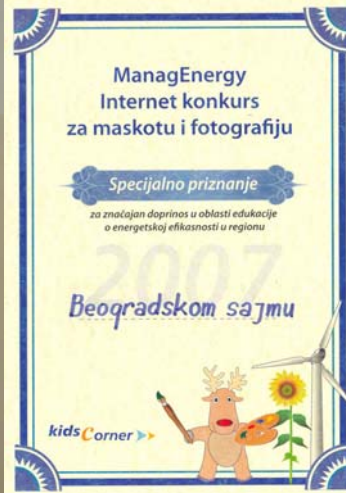 ManagEnergy
Internet konkurs
za maskotu i fotografiju
Specijalno priznanje
za značajan doprinos u oblasti edukacije
o energetskoj efikasnosti u regionu
2007
Beogradskom sajmu
kids Corner